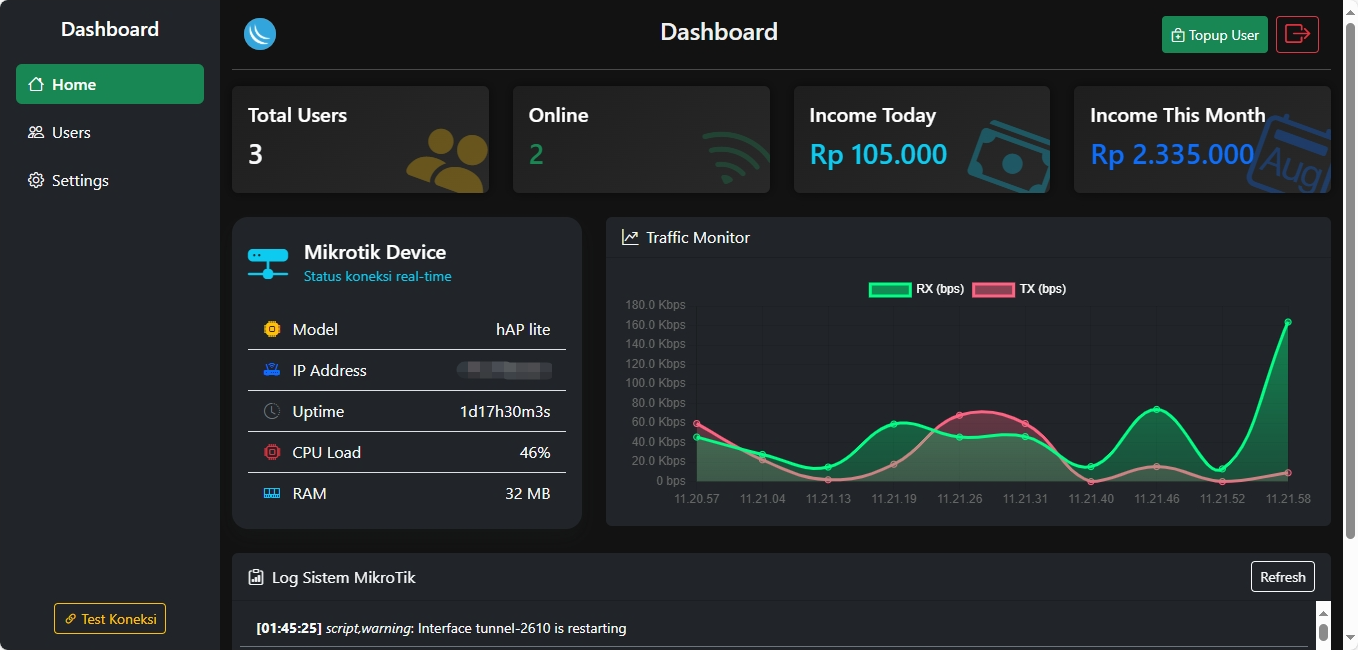 Dashboard
Home
Users
Settings
Test Koneksi
Dashboard
Topup User
Total Users
3
Online
2
Income Today
Rp 105.000
Income This Month
Rp 2.335.000
Aug
Mikrotik Device
Status koneksi real-time
Model hAP lite
IP Address
Uptime 1d17h30m3s
CPU Load 46%
RAM 32 MB
Traffic Monitor
RX (bps) TX (bps)
180.0 Kbps
160.0 Kbps
140.0 Kbps
120.0 Kbps
100.0 Kbps
80.0 Kbps
60.0 Kbps
40.0 Kbps
20.0 Kbps
0 bps
11.20.57 11.21.04 11.21.13 11.21.19 11.21.26 11.21.31 11.21.40 11.21.46 11.21.52 11.21.58
Log Sistem MikroTik
Refresh
[01:45:25] script,warning: Interface tunnel-2610 is restarting